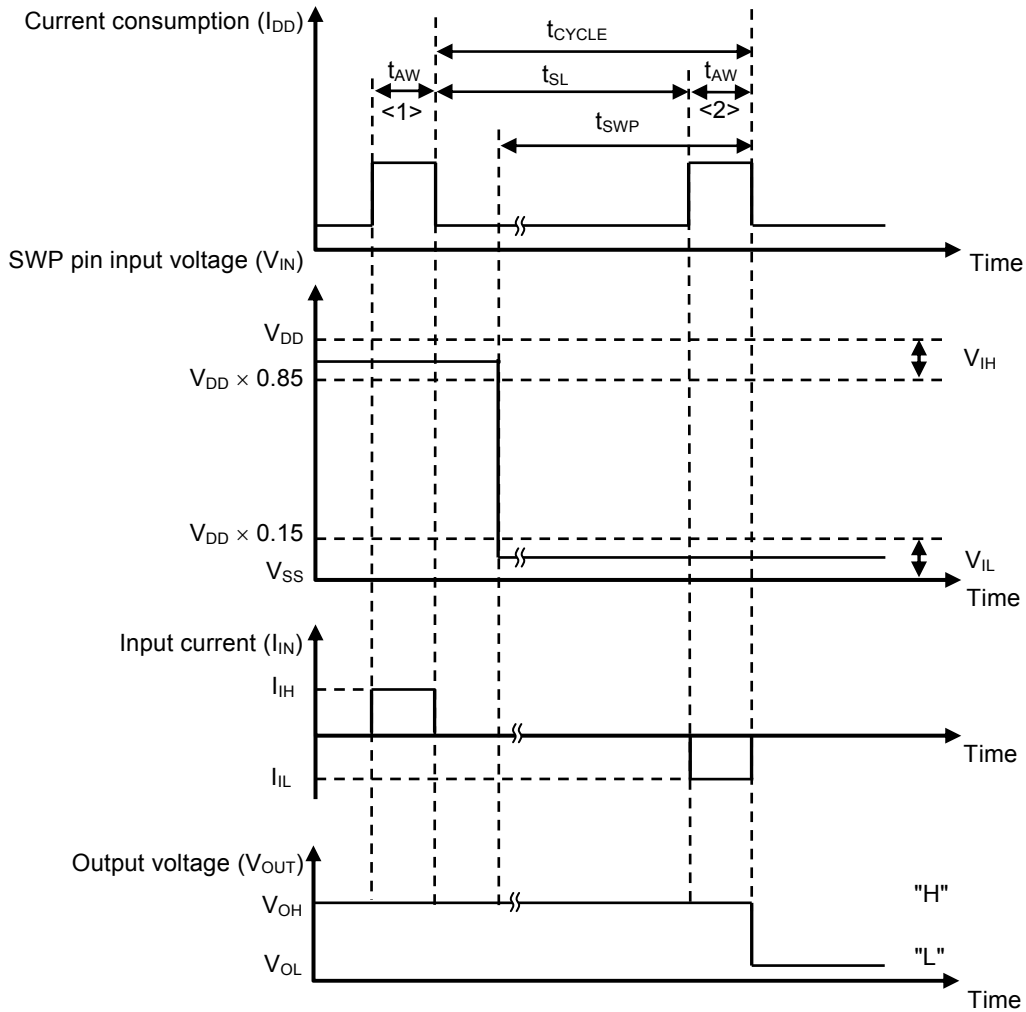 Current consumption (IDD)
tCYCLE
tAW
tSL
tAW
<1>
<2>
tSWP
Time
SWP pin input voltage (VIN)
VDD
VIH
VDD × 0.85
VDD × 0.15
VIL
VSS
Time
Input current (IIN)
IIH
Time
IIL
Output voltage (VOUT)
VOH
"H"
VOL
"L"
Time